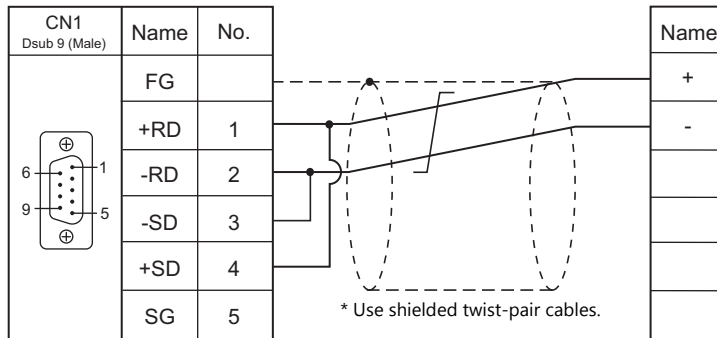 CN1 Name No. Name
Dsub 9 (Male)
FG +
+RD 1 -
6 1 -RD 2
9 5 -SD 3
+SD 4
SG 5 * Use shielded twist-pair cables.